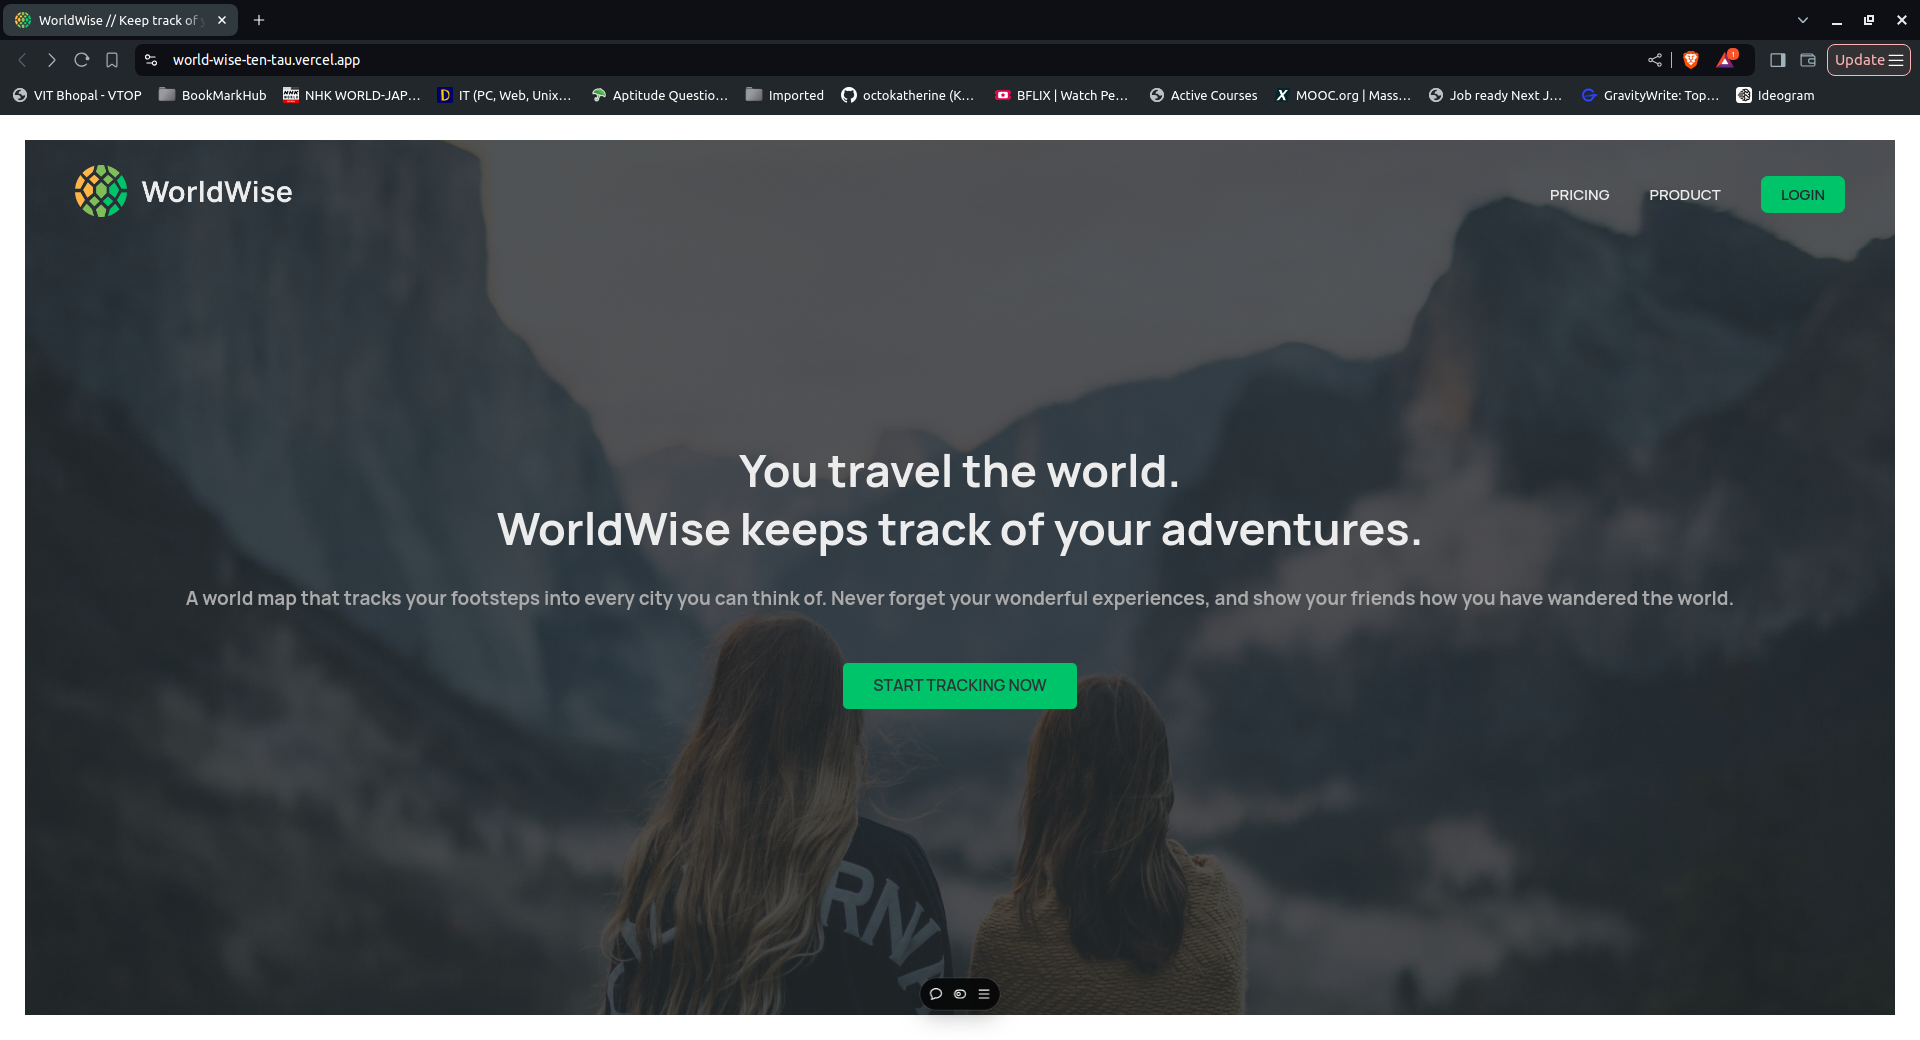 WorldWise // Keep track of
world-wise-ten-tau.vercel.app
1
Update
VIT Bhopal - VTOP
BookMarkHub
NHK WORLD-JAP...
IT (PC, Web, Unix...
Aptitude Questio...
Imported
octokatherine (K...
BFLIX | Watch Pe...
Active Courses
MOOC.org | Mass...
Job ready Next J...
GravityWrite: Top...
Ideogram
WorldWise
PRICING
PRODUCT
LOGIN
You travel the world.
WorldWise keeps track of your adventures.
A world map that tracks your footsteps into every city you can think of. Never forget your wonderful experiences, and show your friends how you have wandered the world.
START TRACKING NOW